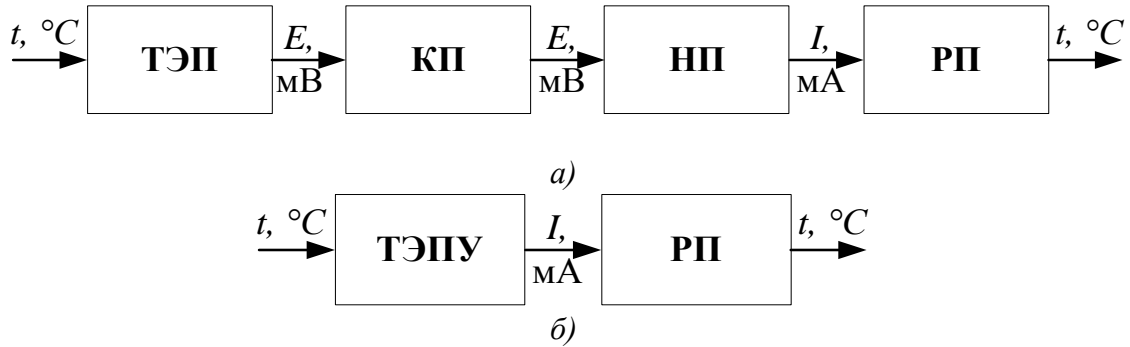 t, °C
ТЭП
E,
мВ
КП
E,
мВ
НП
I,
мА
РП
t, °C
а)
t, °C
ТЭПУ
I,
мА
РП
t, °C
б)